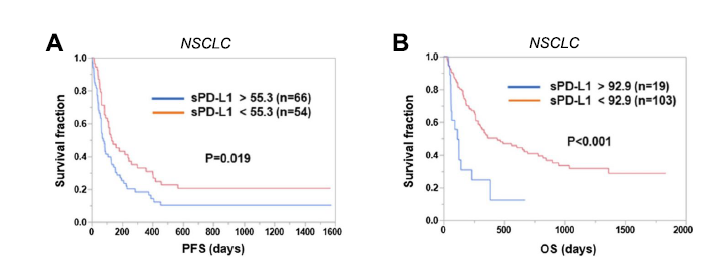 A
NSCLC
1.0
0.8
0.6
0.4
0.2
0.0
Survival fraction
sPD-L1 > 55.3 (n=66)
sPD-L1 < 55.3 (n=54)
P=0.019
0 200 400 600 800 1000 1200 1400 1600
PFS (days)
B
NSCLC
1.0
0.8
0.6
0.4
0.2
0.0
Survival fraction
sPD-L1 > 92.9 (n=19)
sPD-L1 < 92.9 (n=103)
P<0.001
0 500 1000 1500 2000
OS (days)